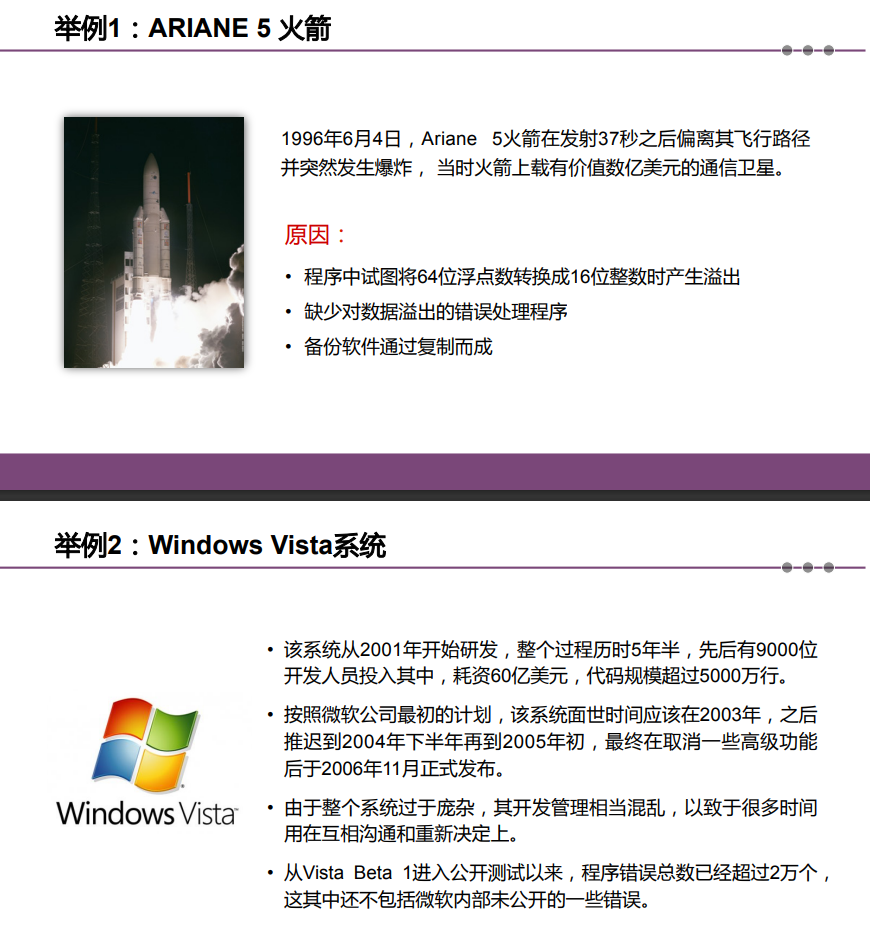 举例1：ARIANE 5 火箭
1996年6月4日，Ariane 5火箭在发射37秒之后偏离其飞行路径
并突然发生爆炸， 当时火箭上载有价值数亿美元的通信卫星。
原因：
• 程序中试图将64位浮点数转换成16位整数时产生溢出
• 缺少对数据溢出的错误处理程序
• 备份软件通过复制而成
举例2：Windows Vista系统
• 该系统从2001年开始研发，整个过程历时5年半，先后有9000位
开发人员投入其中，耗资60亿美元，代码规模超过5000万行。
• 按照微软公司最初的计划，该系统面世时间应该在2003年，之后
推迟到2004年下半年再到2005年初，最终在取消一些高级功能
后于2006年11月正式发布。
• 由于整个系统过于庞杂，其开发管理相当混乱，以致于很多时间
用在互相沟通和重新决定上。
• 从Vista Beta 1进入公开测试以来，程序错误总数已经超过2万个，
这其中还不包括微软内部未公开的一些错误。
Windows Vista™